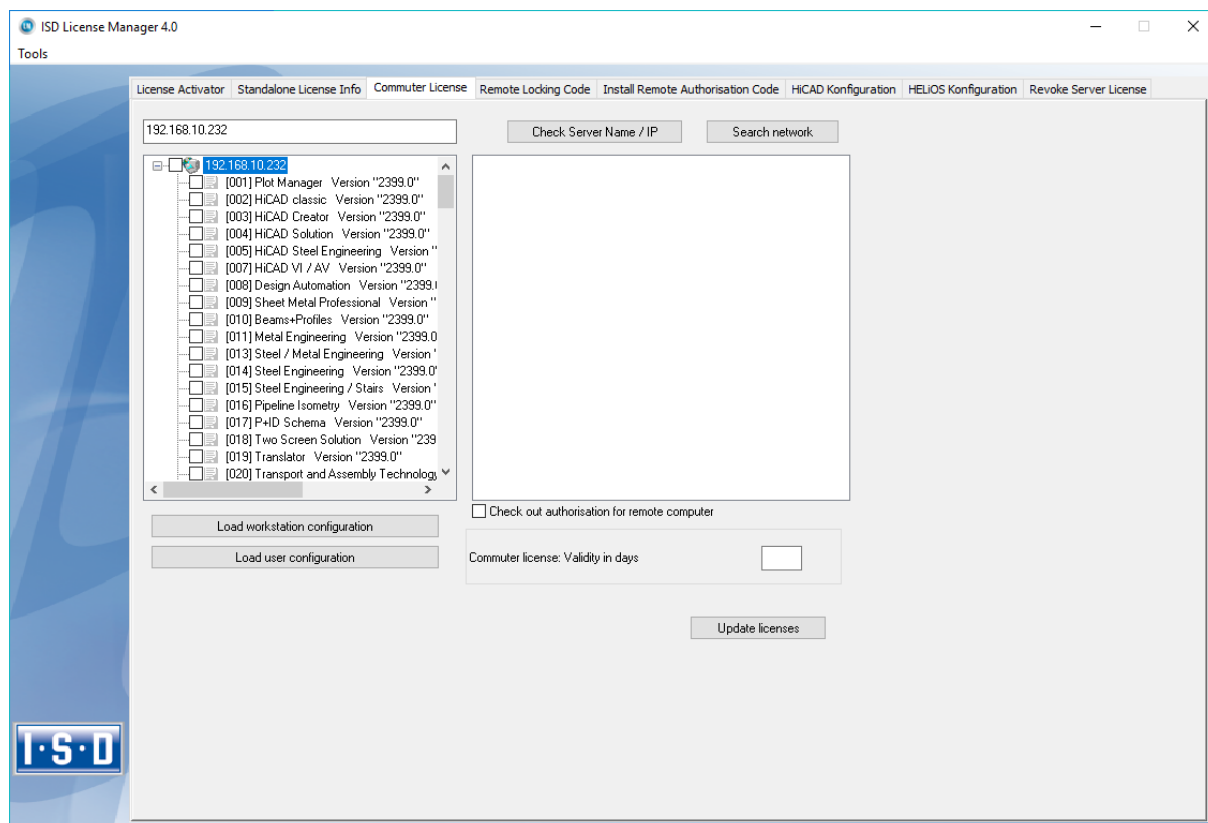 ISD License Manager 4.0
Tools
License Activator Standalone License Info Commuter License Remote Locking Code Install Remote Authorisation Code HiCAD Konfiguration HELiOS Konfiguration Revoke Server License
192.168.10.232 Check Server Name / IP Search network
192.168.10.232
[001] Plot Manager Version "2399.0"
[002] HiCAD classic Version "2399.0"
[003] HiCAD Creator Version "2399.0"
[004] HiCAD Solution Version "2399.0"
[005] HiCAD Steel Engineering Version "
[007] HiCAD VI / AV Version "2399.0"
[008] Design Automation Version "2399.
[009] Sheet Metal Professional Version "
[010] Beams+Profiles Version "2399.0"
[011] Metal Engineering Version "2399.0
[013] Steel / Metal Engineering Version "
[014] Steel Engineering Version "2399.0"
[015] Steel Engineering / Stairs Version "
[016] Pipeline Isometry Version "2399.0"
[017] P+ID Schema Version "2399.0"
[018] Two Screen Solution Version "239
[019] Translator Version "2399.0"
[020] Transport and Assembly Technology
Check out authorisation for remote computer
Load workstation configuration
Load user configuration
Commuter license: Validity in days
Update licenses
I·S·D